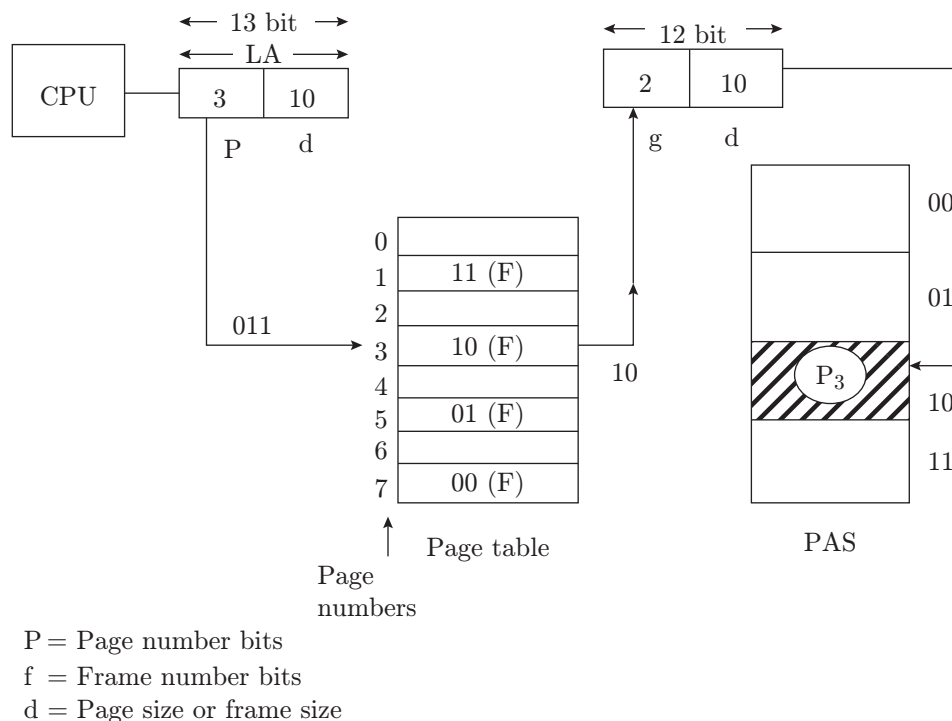 13 bit
LA
CPU
3 10
P d
12 bit
2 10
g d
0
1 11 (F)
2
3 10 (F)
4
5 01 (F)
6
7 00 (F)
011
10
Page table
Page
numbers
00
01
P3
10
11
PAS
P = Page number bits
f = Frame number bits
d = Page size or frame size